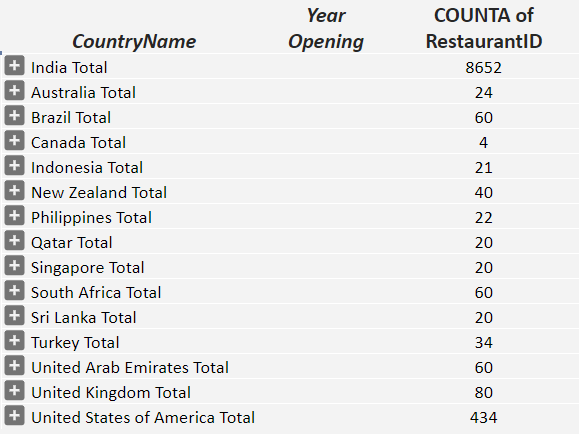 CountryName Year Opening COUNTA of RestaurantID
India Total 8652
Australia Total 24
Brazil Total 60
Canada Total 4
Indonesia Total 21
New Zealand Total 40
Philippines Total 22
Qatar Total 20
Singapore Total 20
South Africa Total 60
Sri Lanka Total 20
Turkey Total 34
United Arab Emirates Total 60
United Kingdom Total 80
United States of America Total 434